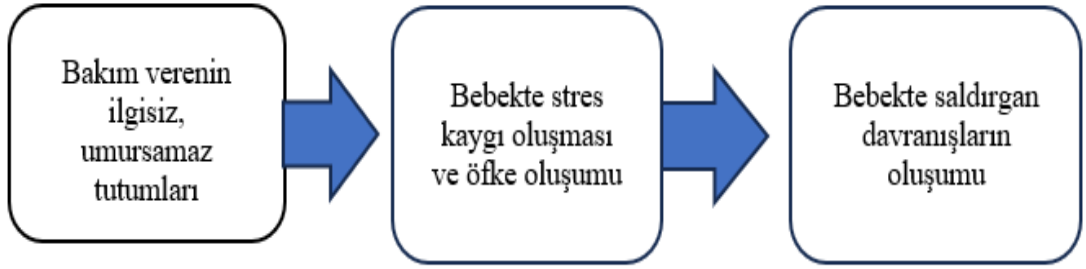 Bakım verenin
ilgisiz,
umursamaz
tutumları
Bebekte stres
kaygı oluşması
ve öfke oluşumu
Bebekte saldırgan
davranışların
oluşumu